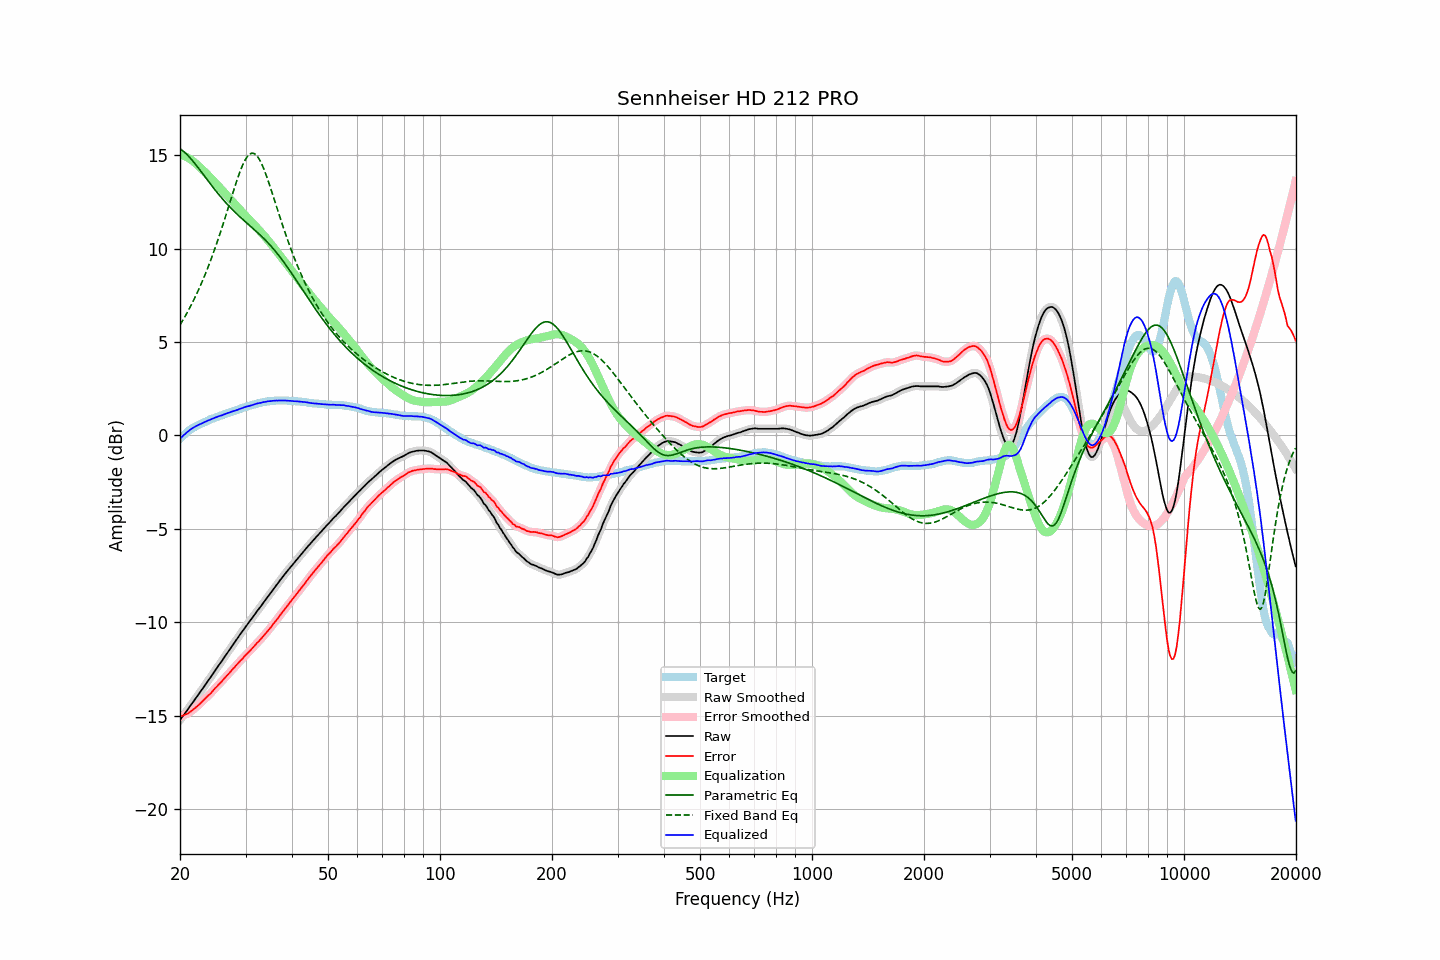 Sennheiser HD 212 PRO
Amplitude (dBr)
15
10
5
0
−5
−10
−15
−20
Target
Raw Smoothed
Error Smoothed
Raw
Error
Equalization
Parametric Eq
Fixed Band Eq
Equalized
20
50
100
200
500
1000
2000
5000
10000
20000
Frequency (Hz)